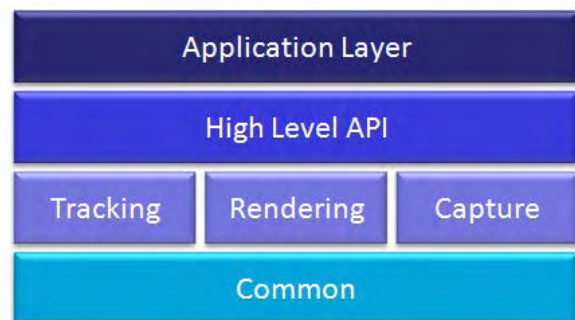 Application Layer
High Level API
Tracking Rendering Capture
Common